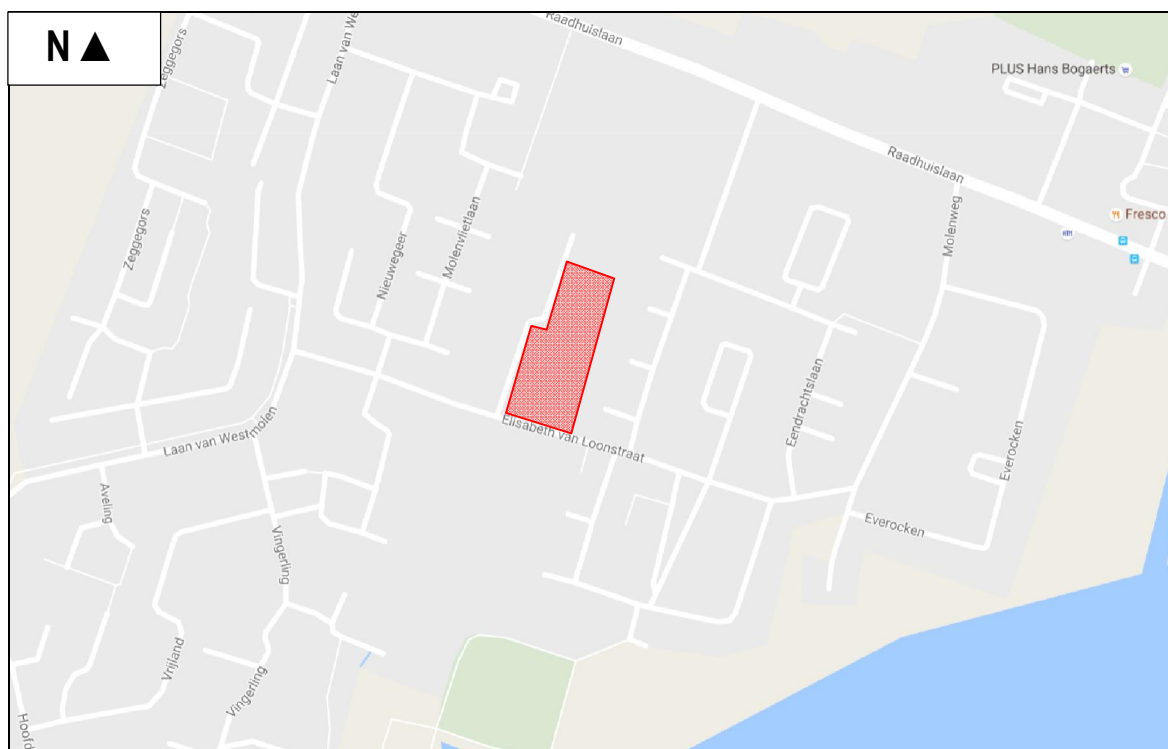 N ▲
Zeggegors
Laan van We
Raadhuislaan
PLUS Hans Bogaerts
Raadhuislaan
Molenweg
Fresco
Zeggegors
Molenvlietlaan
Nieuwegeer
Elisabeth van Loonstraat
Eendrachtslaan
Everocken
Laan van Westmolen
Aveling
Vingerling
Everocken
Vrijland
Vingerling
Hoofd